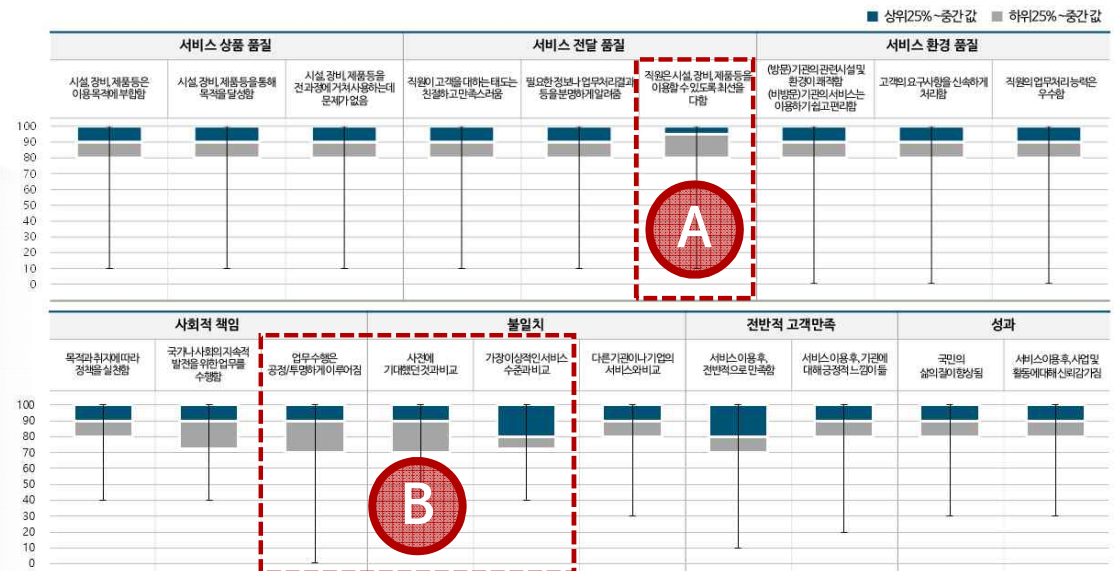 상위25%~중간 값 하위25%~중간 값
서비스 상품 품질 서비스 전달 품질 서비스 환경 품질
시설, 장비, 제품 등은
이용 목적에 부합함
시설, 장비, 제품 등을 통해
목적을 달성함
시설, 장비, 제품 등을
전 과정에 거쳐 사용하는데
문제가 없음
직원이 고객을 대하는 태도는
친절하고 만족스러움
필요한 정보나 업무처리결과
등을 분명하게 알려줌
직원은 시설, 장비, 제품 등을
이용할 수 있도록 최선을
다함
(방문)기관의 관련시설 및
환경이 쾌적함
(비방문)기관의 서비스는
이용하기 쉽고 편리함
고객의 요구사항을 신속하게
처리함
직원의 업무처리 능력은
우수함
100
90
80
70
60
50
40
30
20
10
0
A
사회적 책임 불일치 전반적 고객만족 성과
목적과 취지에 따라
정책을 실천함
국가나 사회의 지속적
발전을 위한 업무를
수행함
업무수행은
공정/투명하게 이루어짐
사전에
기대했던 것과 비교
가장 이상적인 서비스
수준과 비교
다른 기관이나 기업의
서비스와 비교
서비스 이용 후,
전반적으로 만족함
서비스 이용 후, 기관에
대해 긍정적 느낌이 듦
국민의
삶의 질이 향상됨
서비스 이용 후, 사업 및
활동에 대해 신뢰감 가짐
100
90
80
70
60
50
40
30
20
10
0
B